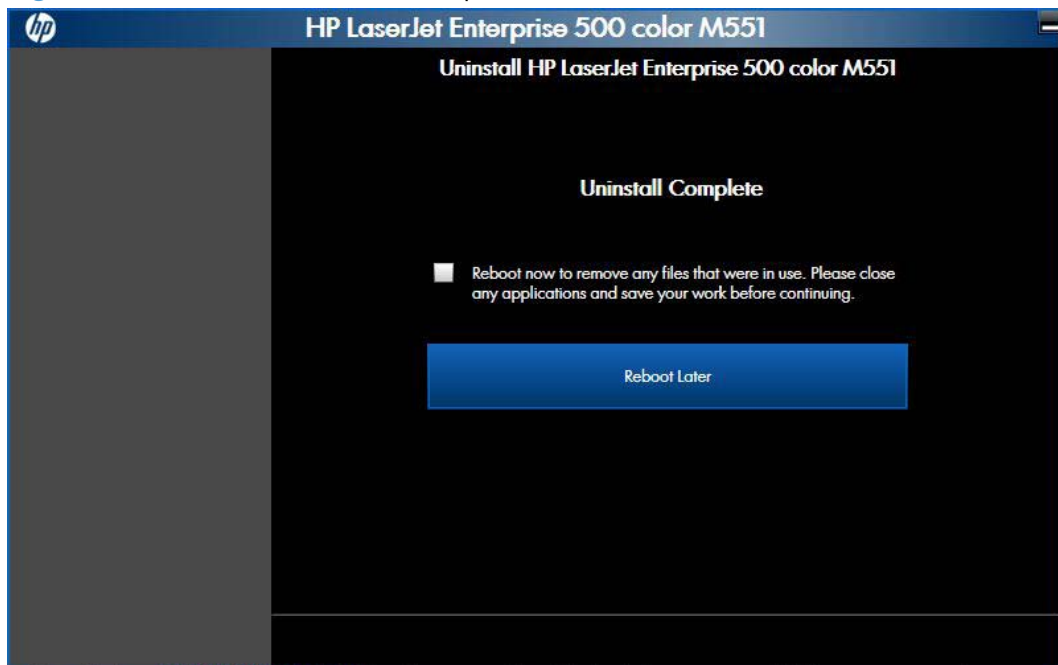 hp
HP LaserJet Enterprise 500 color M551
Uninstall HP LaserJet Enterprise 500 color M551
Uninstall Complete
Reboot now to remove any files that were in use. Please close
any applications and save your work before continuing.
Reboot Later